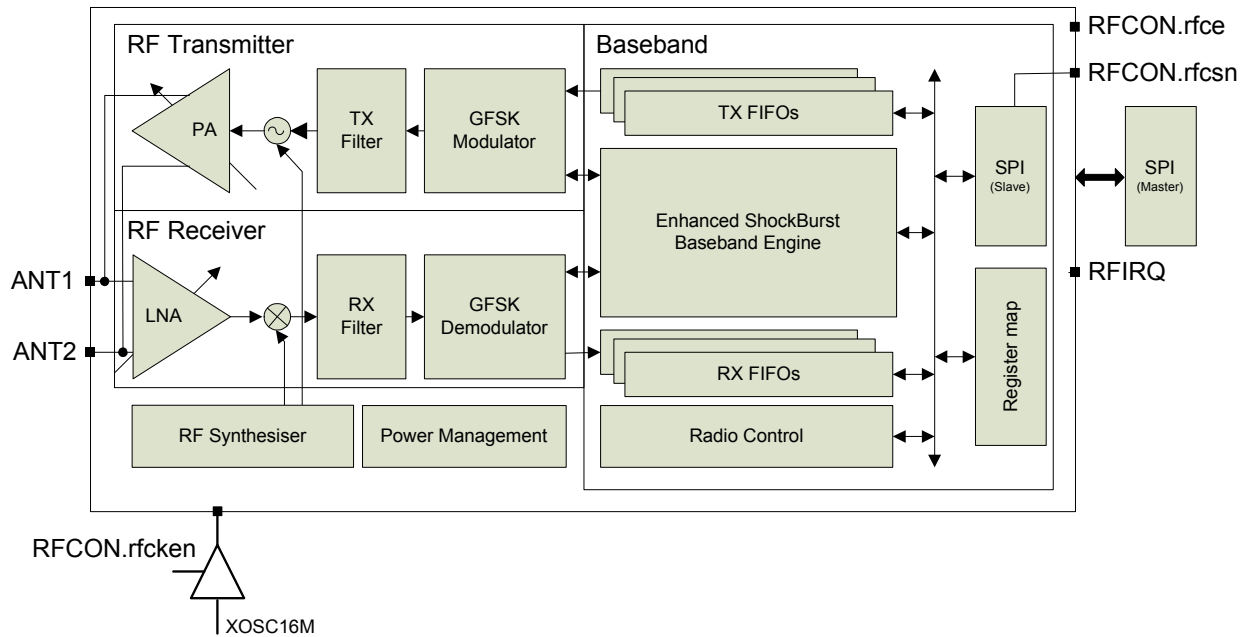 RF Transmitter
Baseband
RFCON.rfce
RFCON.rfcsn
PA
TX
Filter
GFSK
Modulator
TX FIFOs
SPI
(Slave)
SPI
(Master)
Enhanced ShockBurst
Baseband Engine
RF Receiver
ANT1
ANT2
LNA
RX
Filter
GFSK
Demodulator
RFIRQ
Register map
RX FIFOs
RF Synthesiser
Power Management
Radio Control
RFCON.rfcken
XOSC16M